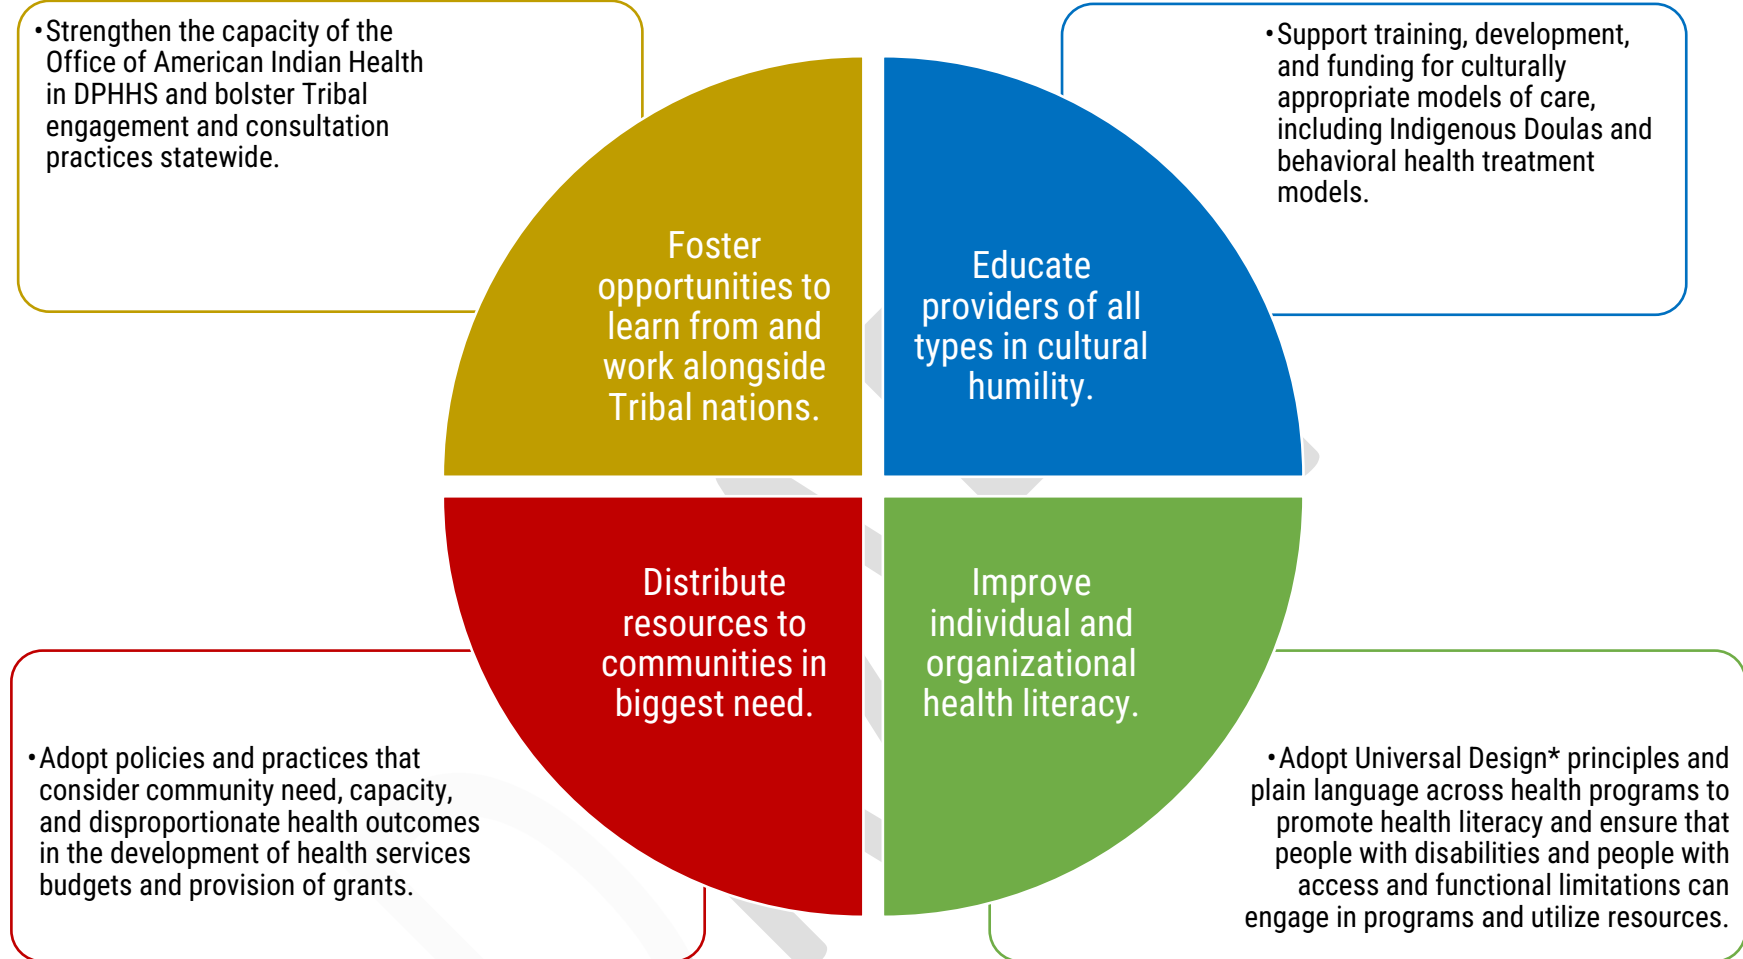 •Strengthen the capacity of the
Office of American Indian Health
in DPHHS and bolster Tribal
engagement and consultation
practices statewide.
•Support training, development,
and funding for culturally
appropriate models of care,
including Indigenous Doulas and
behavioral health treatment
models.
Foster
opportunities to
learn from and
work alongside
Tribal nations.
Educate
providers of all
types in cultural
humility.
Distribute
resources to
communities in
biggest need.
Improve
individual and
organizational
health literacy.
•Adopt policies and practices that
consider community need, capacity,
and disproportionate health outcomes
in the development of health services
budgets and provision of grants.
•Adopt Universal Design* principles and
plain language across health programs to
promote health literacy and ensure that
people with disabilities and people with
access and functional limitations can
engage in programs and utilize resources.